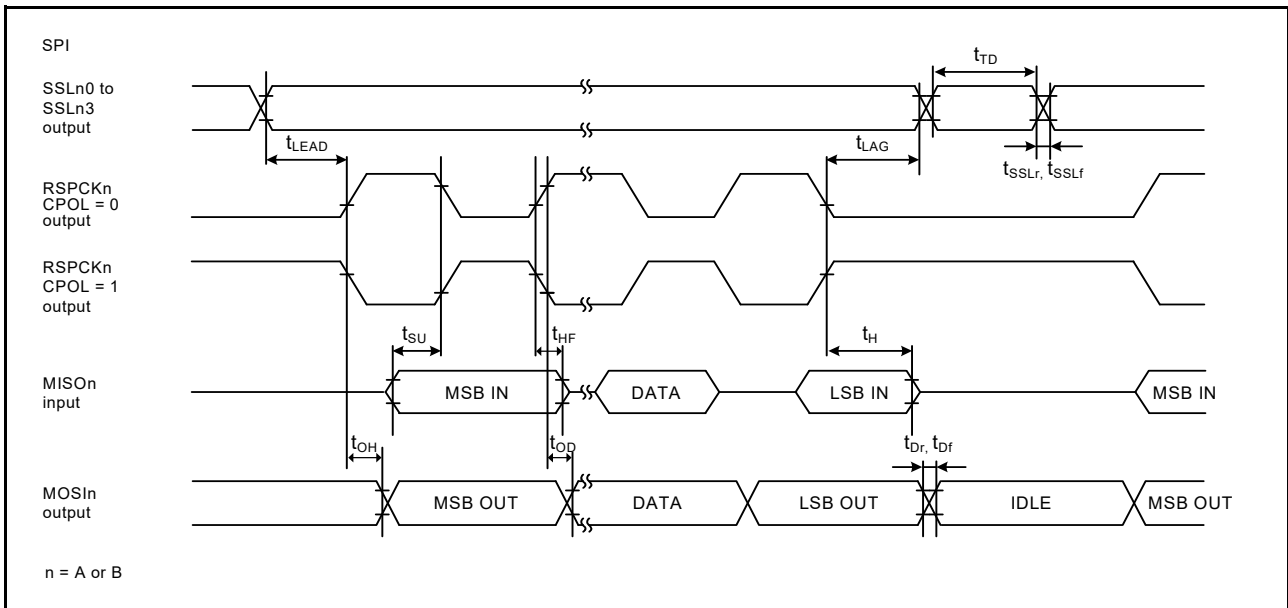 SPI
SSLn0 to
SSLn3
output
tTD
tLEAD
tLAG
tSSLr, tSSLf
RSPCKn
CPOL = 0
output
RSPCKn
CPOL = 1
output
tSU
tHF
tH
MISOn
input
MSB IN
DATA
LSB IN
MSB IN
tOH
tOD
tDr, tDf
MOSIn
output
MSB OUT
DATA
LSB OUT
IDLE
MSB OUT
n = A or B